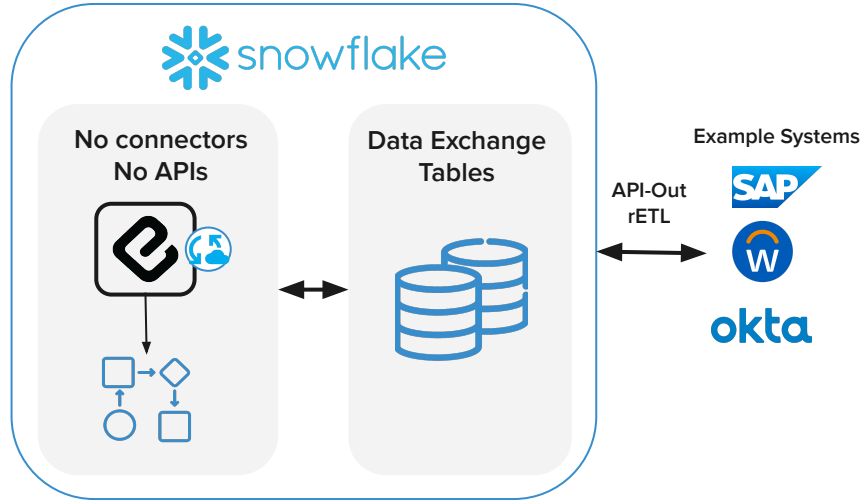 snowflake
No connectors
No APIs
Data Exchange
Tables
API-Out
rETL
Example Systems
SAP
W
okta